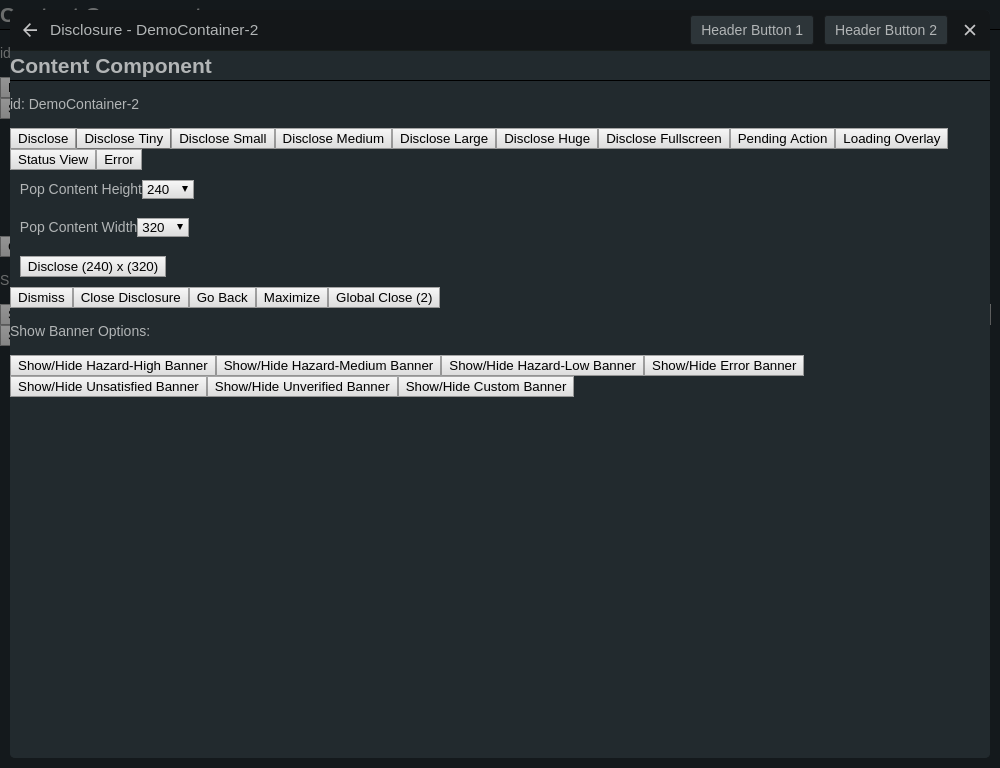 Disclosure - DemoContainer-2 Header Button 1 Header Button 2
Content Component
id: DemoContainer-2
Disclose Disclose Tiny Disclose Small Disclose Medium Disclose Large Disclose Huge Disclose Fullscreen Pending Action Loading Overlay
Status View Error
Pop Content Height 240
Pop Content Width 320
Disclose (240) x (320)
Dismiss Close Disclosure Go Back Maximize Global Close (2)
Show Banner Options:
Show/Hide Hazard-High Banner Show/Hide Hazard-Medium Banner Show/Hide Hazard-Low Banner Show/Hide Error Banner
Show/Hide Unsatisfied Banner Show/Hide Unverified Banner Show/Hide Custom Banner